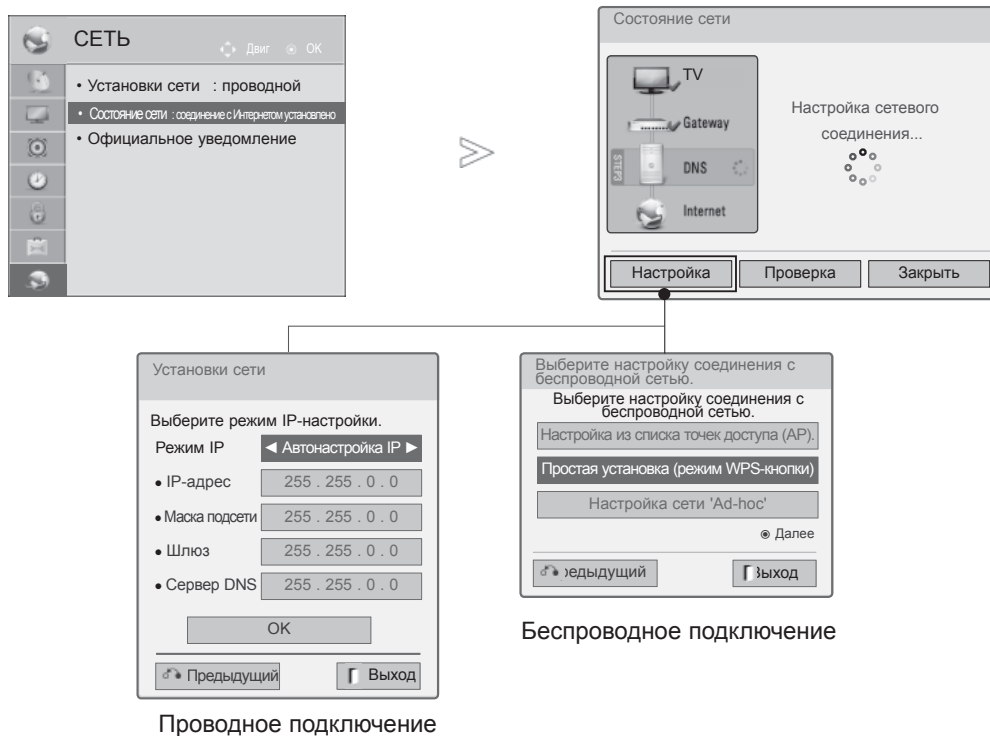 СЕТЬ
Двиг ОК
• Установки сети : проводной
• Состояние сети : соединение с Интернетом установлено
• Официальное уведомление
Состояние сети
TV
Gateway
STEP3
DNS
Internet
Настройка сетевого
соединения...
Настройка
Проверка
Закрыть
Установки сети
Выберите режим IP-настройки.
Режим IP ◄ Автонастройка IP ►
• IP-адрес 255 . 255 . 0 . 0
• Маска подсети 255 . 255 . 0 . 0
• Шлюз 255 . 255 . 0 . 0
• Сервер DNS 255 . 255 . 0 . 0
ОК
Предыдущий
Выход
Проводное подключение
Выберите настройку соединения с
беспроводной сетью.
Выберите настройку соединения с
беспроводной сетью.
Настройка из списка точек доступа (AP).
Простая установка (режим WPS-кнопки)
Настройка сети 'Ad-hoc'
Далее
Беспроводное подключение